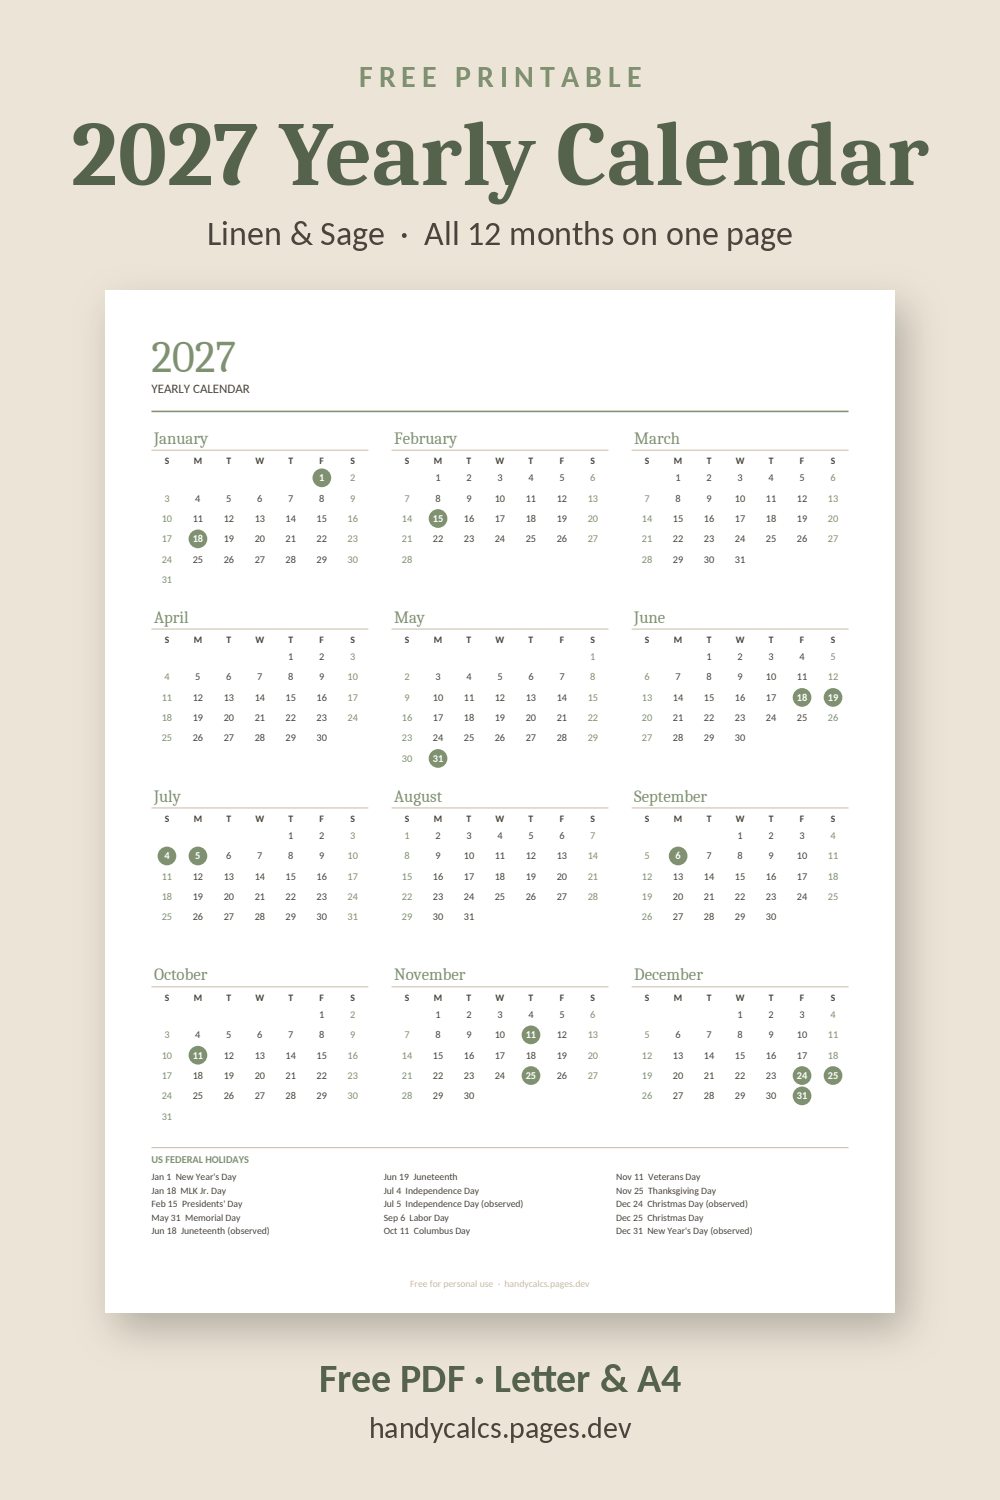 FREE PRINTABLE
2027 Yearly Calendar
Linen & Sage · All 12 months on one page
2027
YEARLY CALENDAR
January
S M T W T F S
1 2
3 4 5 6 7 8 9
10 11 12 13 14 15 16
17 18 19 20 21 22 23
24 25 26 27 28 29 30
31
February
S M T W T F S
1 2 3 4 5 6
7 8 9 10 11 12 13
14 15 16 17 18 19 20
21 22 23 24 25 26 27
28
March
S M T W T F S
1 2 3 4 5 6
7 8 9 10 11 12 13
14 15 16 17 18 19 20
21 22 23 24 25 26 27
28 29 30 31
April
S M T W T F S
1 2 3
4 5 6 7 8 9 10
11 12 13 14 15 16 17
18 19 20 21 22 23 24
25 26 27 28 29 30
May
S M T W T F S
1
2 3 4 5 6 7 8
9 10 11 12 13 14 15
16 17 18 19 20 21 22
23 24 25 26 27 28 29
30 31
June
S M T W T F S
1 2 3 4 5
6 7 8 9 10 11 12
13 14 15 16 17 18 19
20 21 22 23 24 25 26
27 28 29 30
July
S M T W T F S
1 2 3
4 5 6 7 8 9 10
11 12 13 14 15 16 17
18 19 20 21 22 23 24
25 26 27 28 29 30 31
August
S M T W T F S
1 2 3 4 5 6 7
8 9 10 11 12 13 14
15 16 17 18 19 20 21
22 23 24 25 26 27 28
29 30 31
September
S M T W T F S
1 2 3 4
5 6 7 8 9 10 11
12 13 14 15 16 17 18
19 20 21 22 23 24 25
26 27 28 29 30
October
S M T W T F S
1 2
3 4 5 6 7 8 9
10 11 12 13 14 15 16
17 18 19 20 21 22 23
24 25 26 27 28 29 30
31
November
S M T W T F S
1 2 3 4 5 6
7 8 9 10 11 12 13
14 15 16 17 18 19 20
21 22 23 24 25 26 27
28 29 30
December
S M T W T F S
1 2 3 4
5 6 7 8 9 10 11
12 13 14 15 16 17 18
19 20 21 22 23 24 25
26 27 28 29 30 31
US FEDERAL HOLIDAYS
Jan 1 New Year's Day
Jan 18 MLK Jr. Day
Feb 15 Presidents' Day
May 31 Memorial Day
Jun 18 Juneteenth (observed)
Jun 19 Juneteenth
Jul 4 Independence Day
Jul 5 Independence Day (observed)
Sep 6 Labor Day
Oct 11 Columbus Day
Nov 11 Veterans Day
Nov 25 Thanksgiving Day
Dec 24 Christmas Day (observed)
Dec 25 Christmas Day
Dec 31 New Year's Day (observed)
Free for personal use · handycalcs.pages.dev
Free PDF · Letter & A4
handycalcs.pages.dev